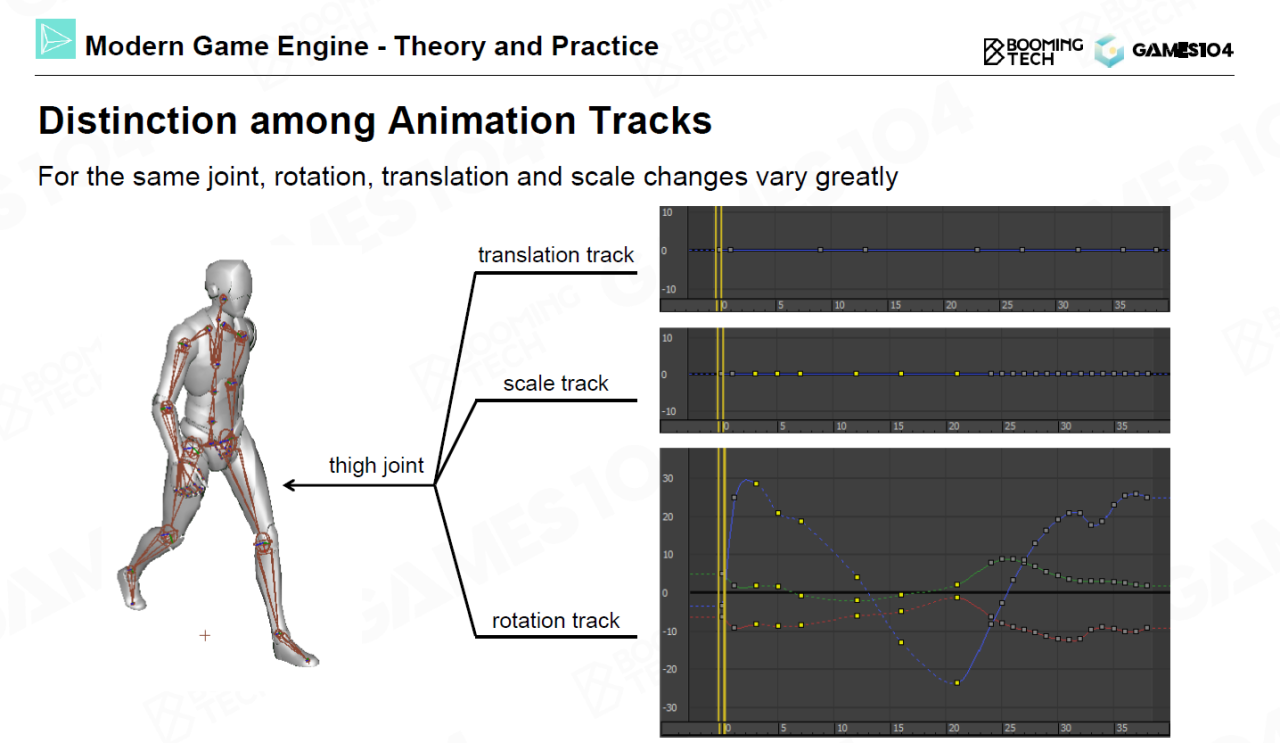 Modern Game Engine - Theory and Practice
BOOMING
TECH
GAMES104
Distinction among Animation Tracks
For the same joint, rotation, translation and scale changes vary greatly
translation track
10
0
-10
0 5 10 15 20 25 30 35
scale track
10
0
-10
0 5 10 15 20 25 30 35
thigh joint
rotation track
30
20
10
0
-10
-20
-30
0 5 10 15 20 25 30 35